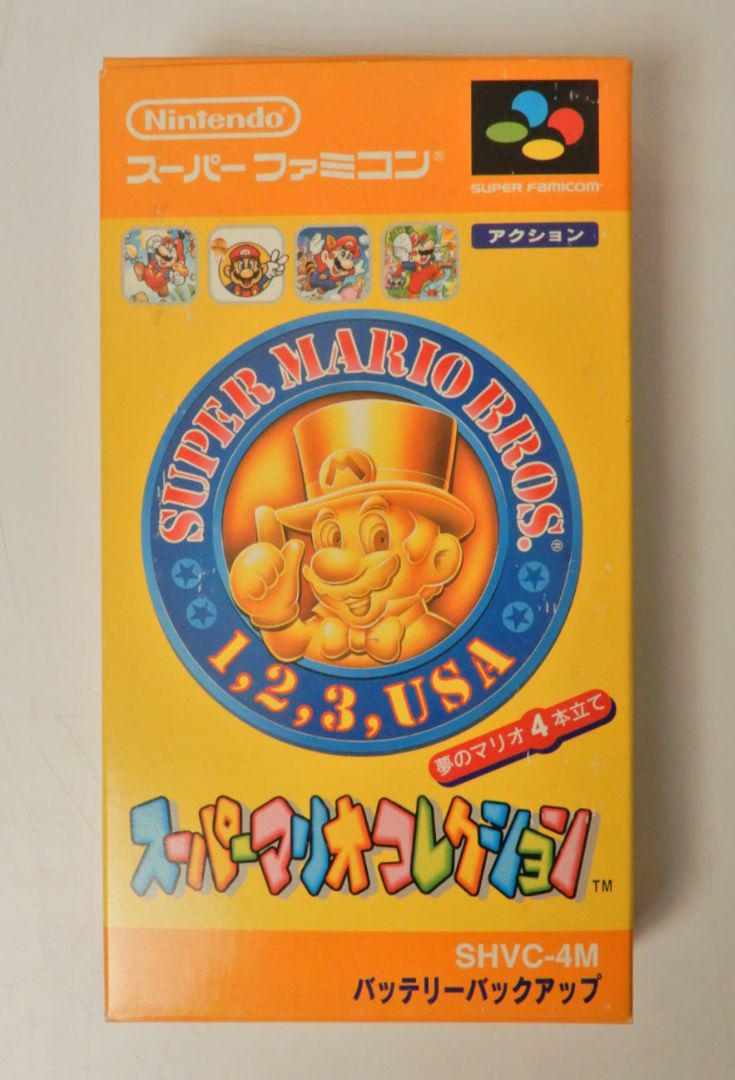 Nintendo®
スーパーファミコン®
SUPER FAMICOM
アクション
SUPER MARIO BROS.®
M
1,2,3,USA
夢のマリオ4本立て
スーパーマリオコレクション™
SHVC-4M
バッテリーバックアップ